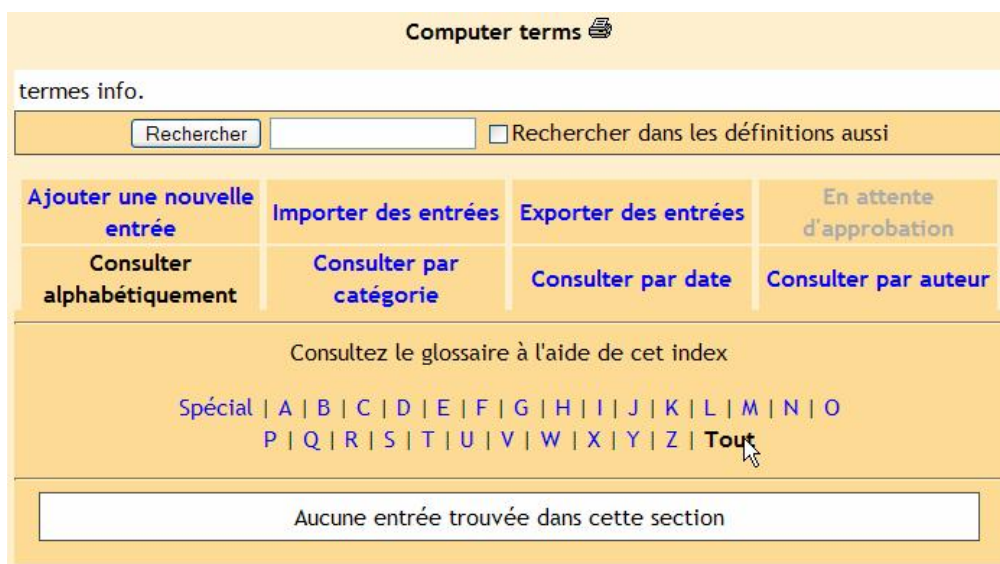 Computer terms
termes info.
Rechercher Rechercher dans les définitions aussi
Ajouter une nouvelle entrée
Importer des entrées
Exporter des entrées
En attente d'approbation
Consulter alphabétiquement
Consulter par catégorie
Consulter par date
Consulter par auteur
Consultez le glossaire à l'aide de cet index
Spécial | A | B | C | D | E | F | G | H | I | J | K | L | M | N | O
P | Q | R | S | T | U | V | W | X | Y | Z | Tout
Aucune entrée trouvée dans cette section